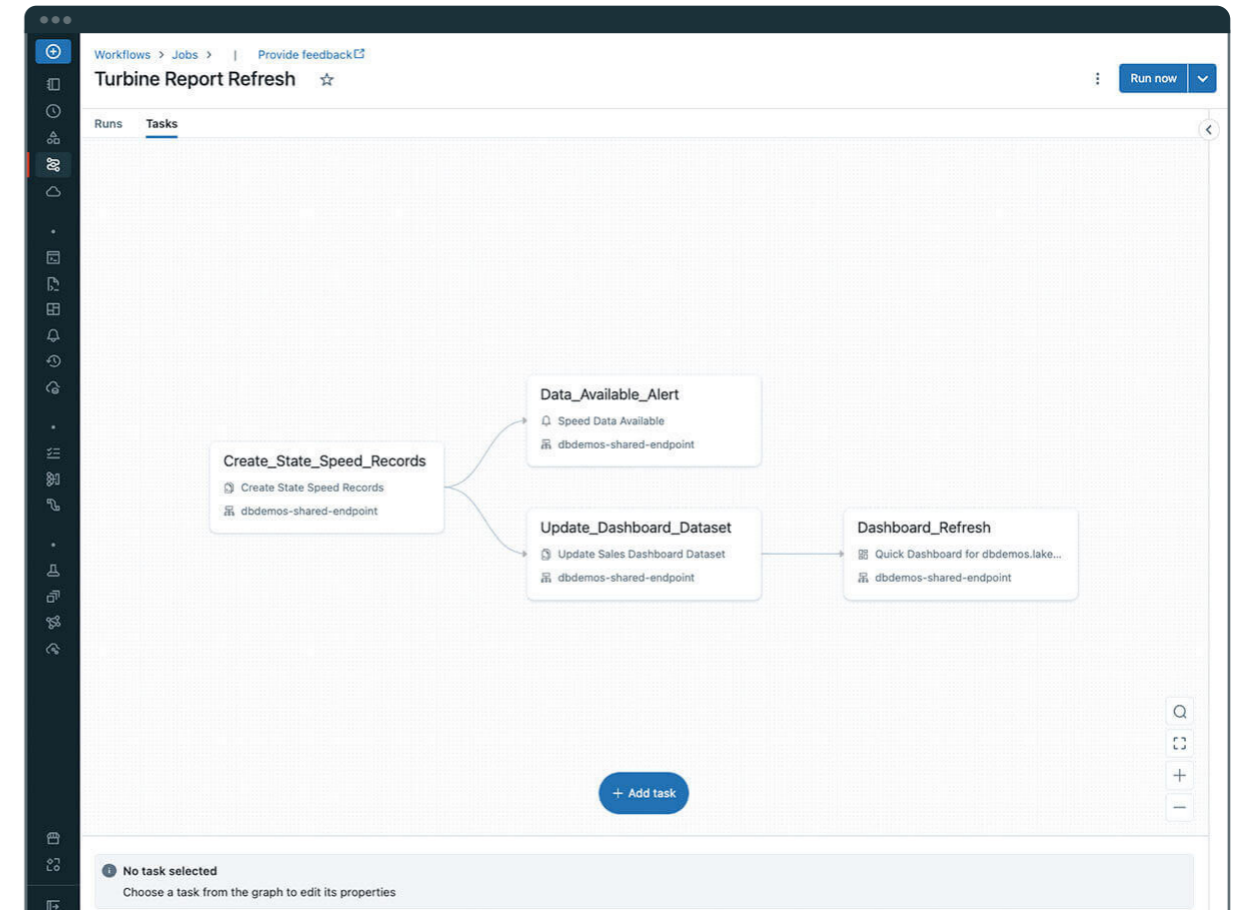 Workflows > Jobs > | Provide feedback
Turbine Report Refresh
Run now
Runs Tasks
Data_Available_Alert
Speed Data Available
dbdemos-shared-endpoint
Create_State_Speed_Records
Create State Speed Records
dbdemos-shared-endpoint
Update_Dashboard_Dataset
Update Sales Dashboard Dataset
dbdemos-shared-endpoint
Dashboard_Refresh
Quick Dashboard for dbdemos.lake...
dbdemos-shared-endpoint
+ Add task
No task selected
Choose a task from the graph to edit its properties